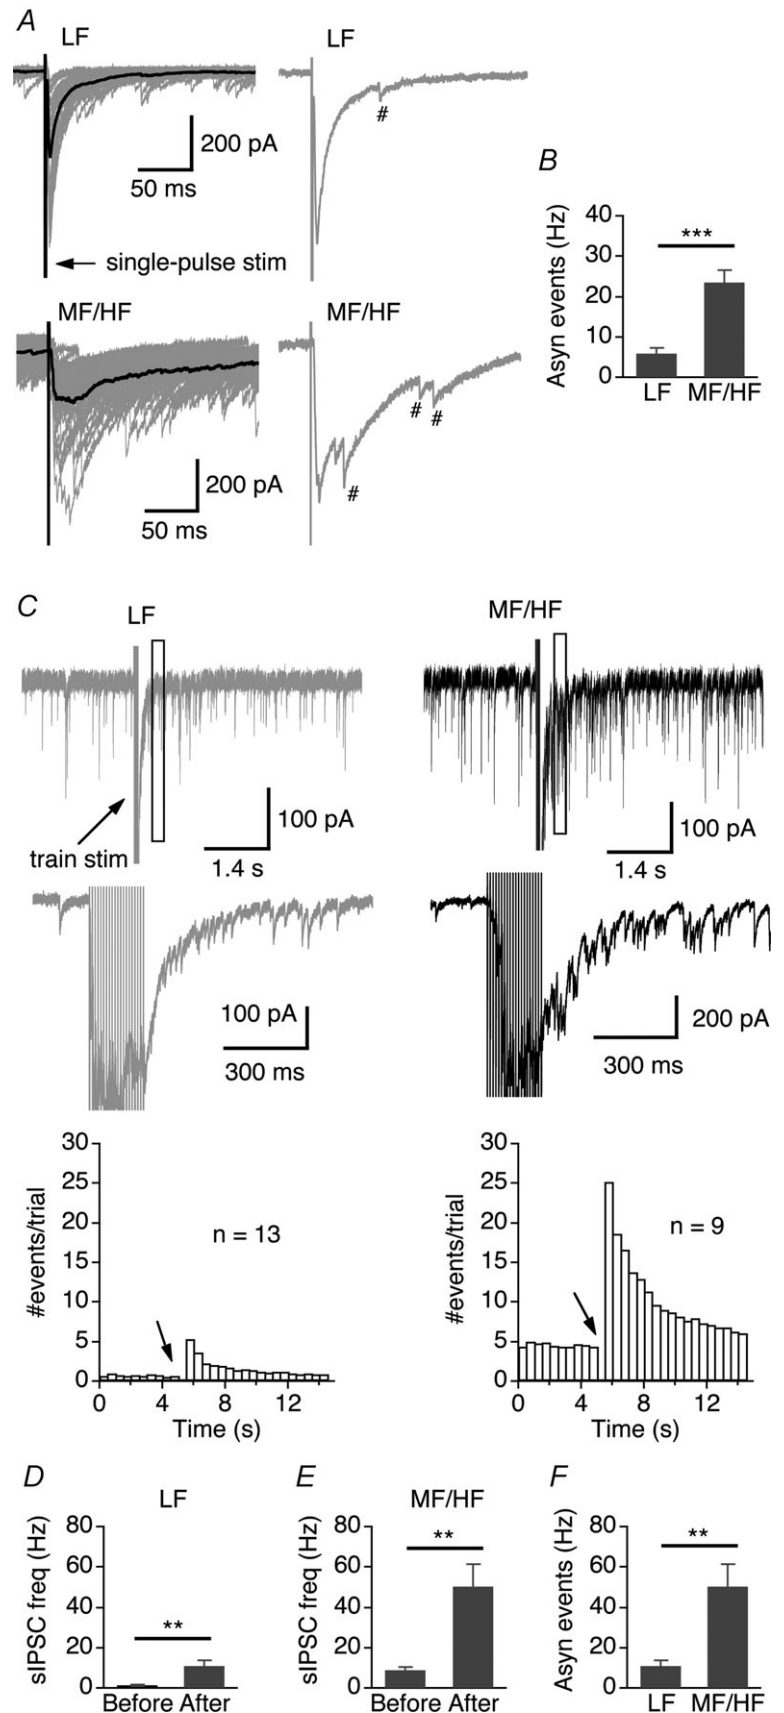 A
LF
LF
#
200 pA
50 ms
single-pulse stim
MF/HF
MF/HF
#
#
#
200 pA
50 ms
B
Asyn events (Hz)
40
30
20
10
0
***
LF
MF/HF
C
LF
MF/HF
train stim
100 pA
1.4 s
100 pA
1.4 s
100 pA
300 ms
200 pA
300 ms
#events/trial
30
25
20
15
10
5
0
n = 13
0
4
8
12
Time (s)
#events/trial
30
25
20
15
10
5
0
n = 9
0
4
8
12
Time (s)
D
LF
sIPSC freq (Hz)
80
60
40
20
0
**
Before After
E
MF/HF
sIPSC freq (Hz)
80
60
40
20
0
**
Before After
F
Asyn events (Hz)
80
60
40
20
0
**
LF
MF/HF